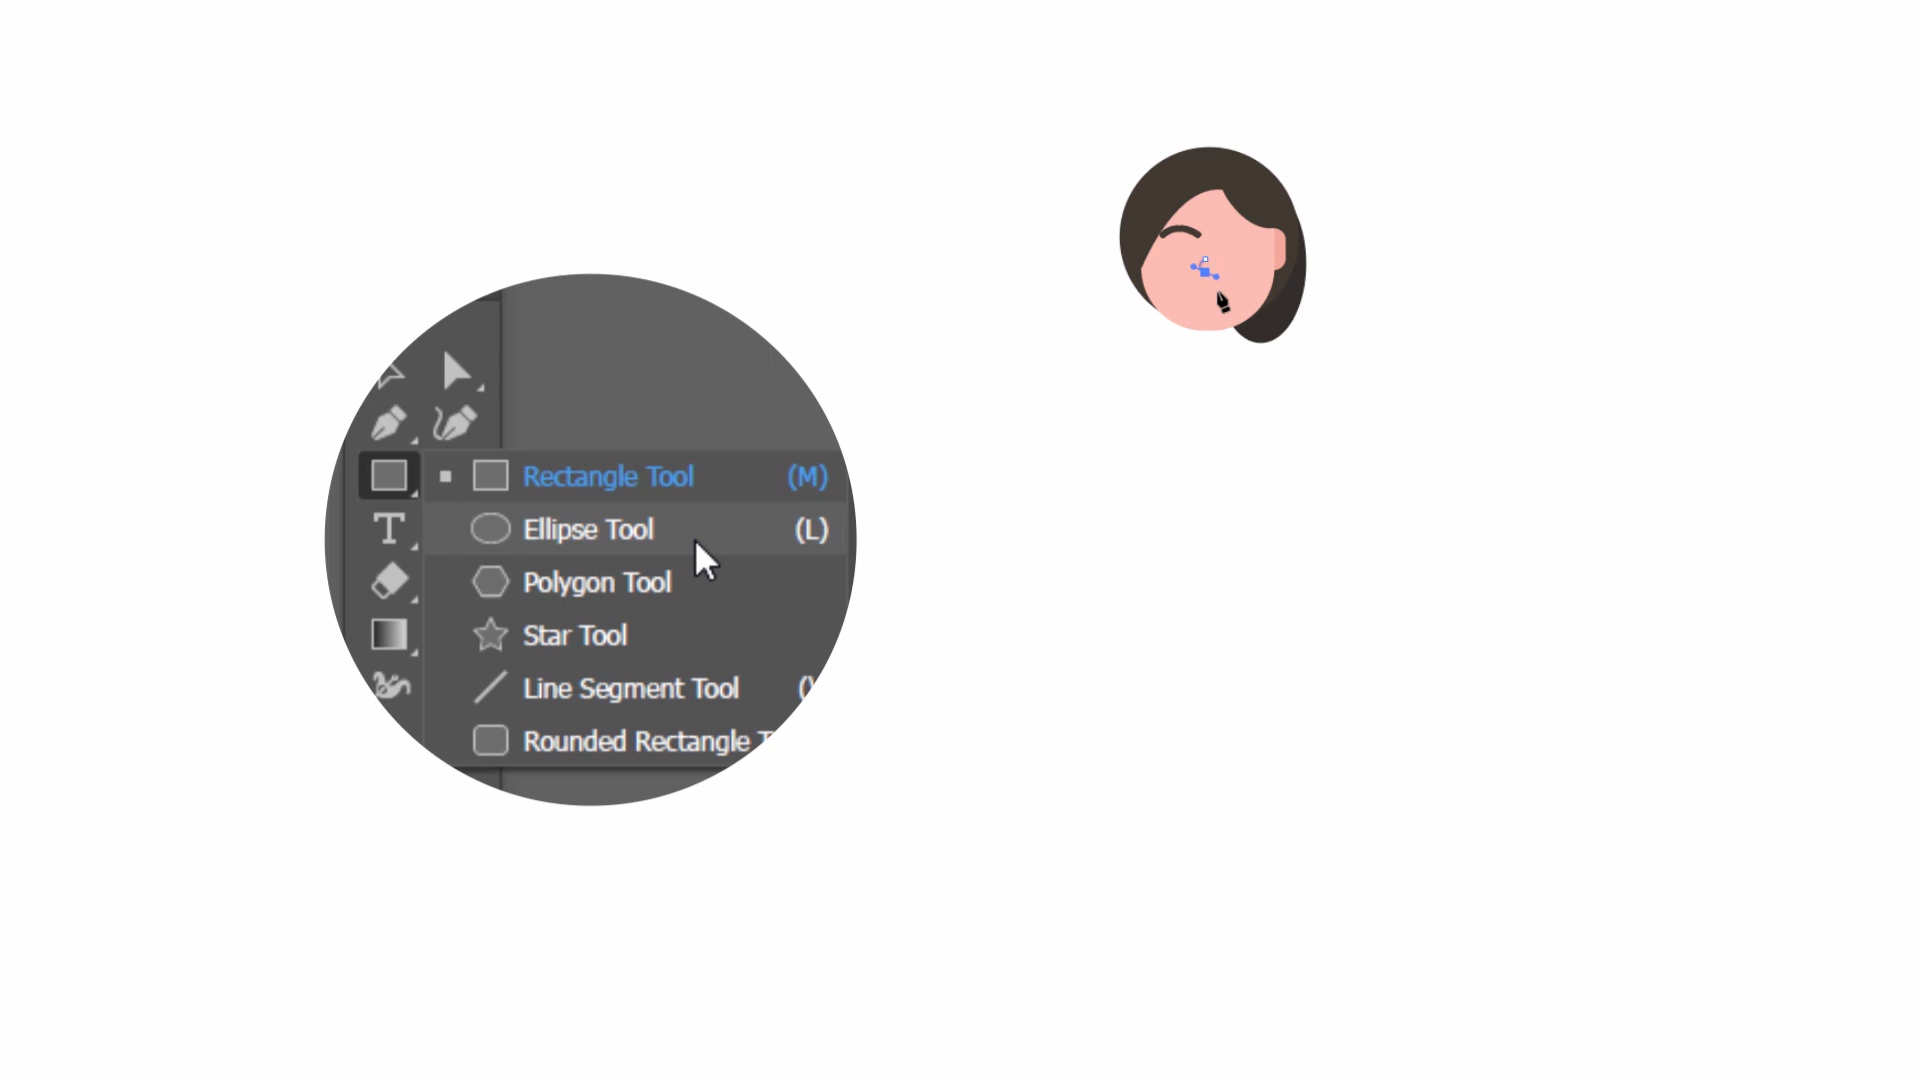 Rectangle Tool (M)
Ellipse Tool (L)
Polygon Tool
Star Tool
Line Segment Tool
Rounded Rectangle